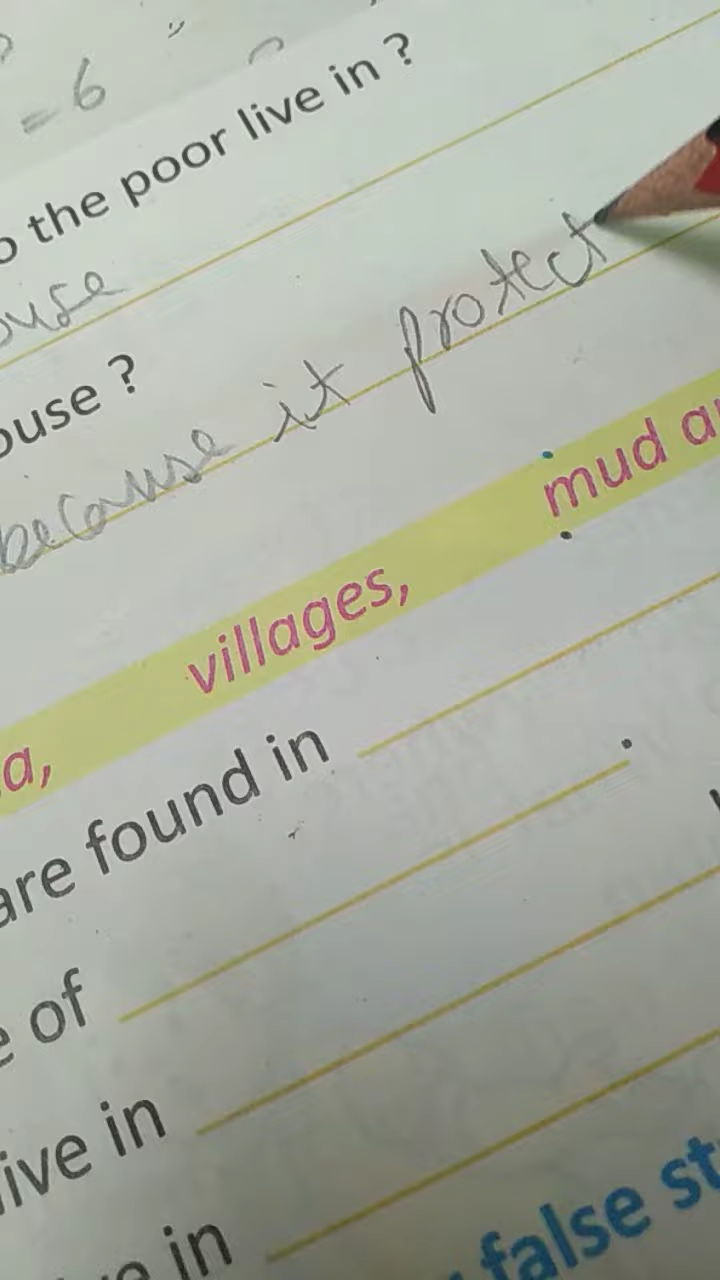 = 6
the poor live in ?
ouse
ouse ?
because it protect
a, villages, mud a
are found in
of .
live in
in
false st